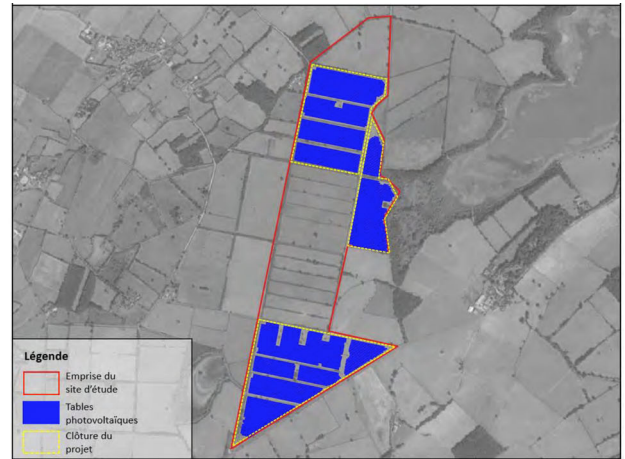 Légende
Emprise du
site d'étude
Tables
photovoltaïques
Clôture du
projet